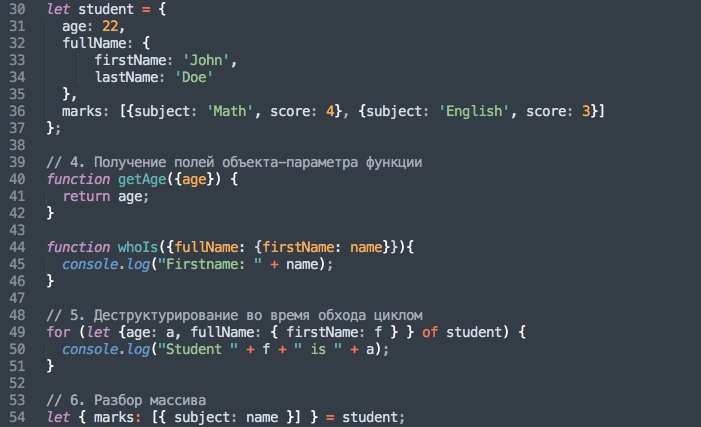 30 let student = {
31   age: 22,
32   fullName: {
33       firstName: 'John',
34       lastName: 'Doe'
35   },
36   marks: [{subject: 'Math', score: 4}, {subject: 'English', score: 3}]
37 };
38
39 // 4. Получение полей объекта-параметра функции
40 function getAge({age}) {
41   return age;
42 }
43
44 function whoIs({fullName: {firstName: name}}){
45   console.log("Firstname: " + name);
46 }
47
48 // 5. Деструктурирование во время обхода циклом
49 for (let {age: a, fullName: { firstName: f } } of student) {
50   console.log("Student " + f + " is " + a);
51 }
52
53 // 6. Разбор массива
54 let { marks: [{ subject: name }] } = student;